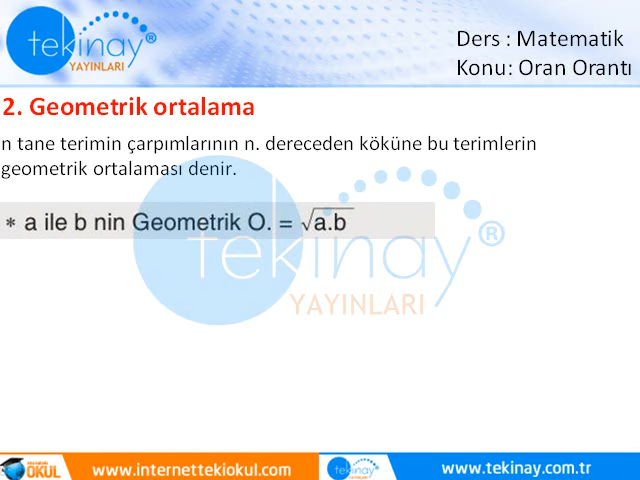 tekinay®
YAYINLARI
Ders : Matematik
Konu: Oran Orantı
2. Geometrik ortalama
n tane terimin çarpımlarının n. dereceden köküne bu terimlerin
geometrik ortalaması denir.
* a ile b nin Geometrik O. = √a.b
tekinay®
YAYINLARI
OKUL
www.internettekiokul.com
tekinay
www.tekinay.com.tr